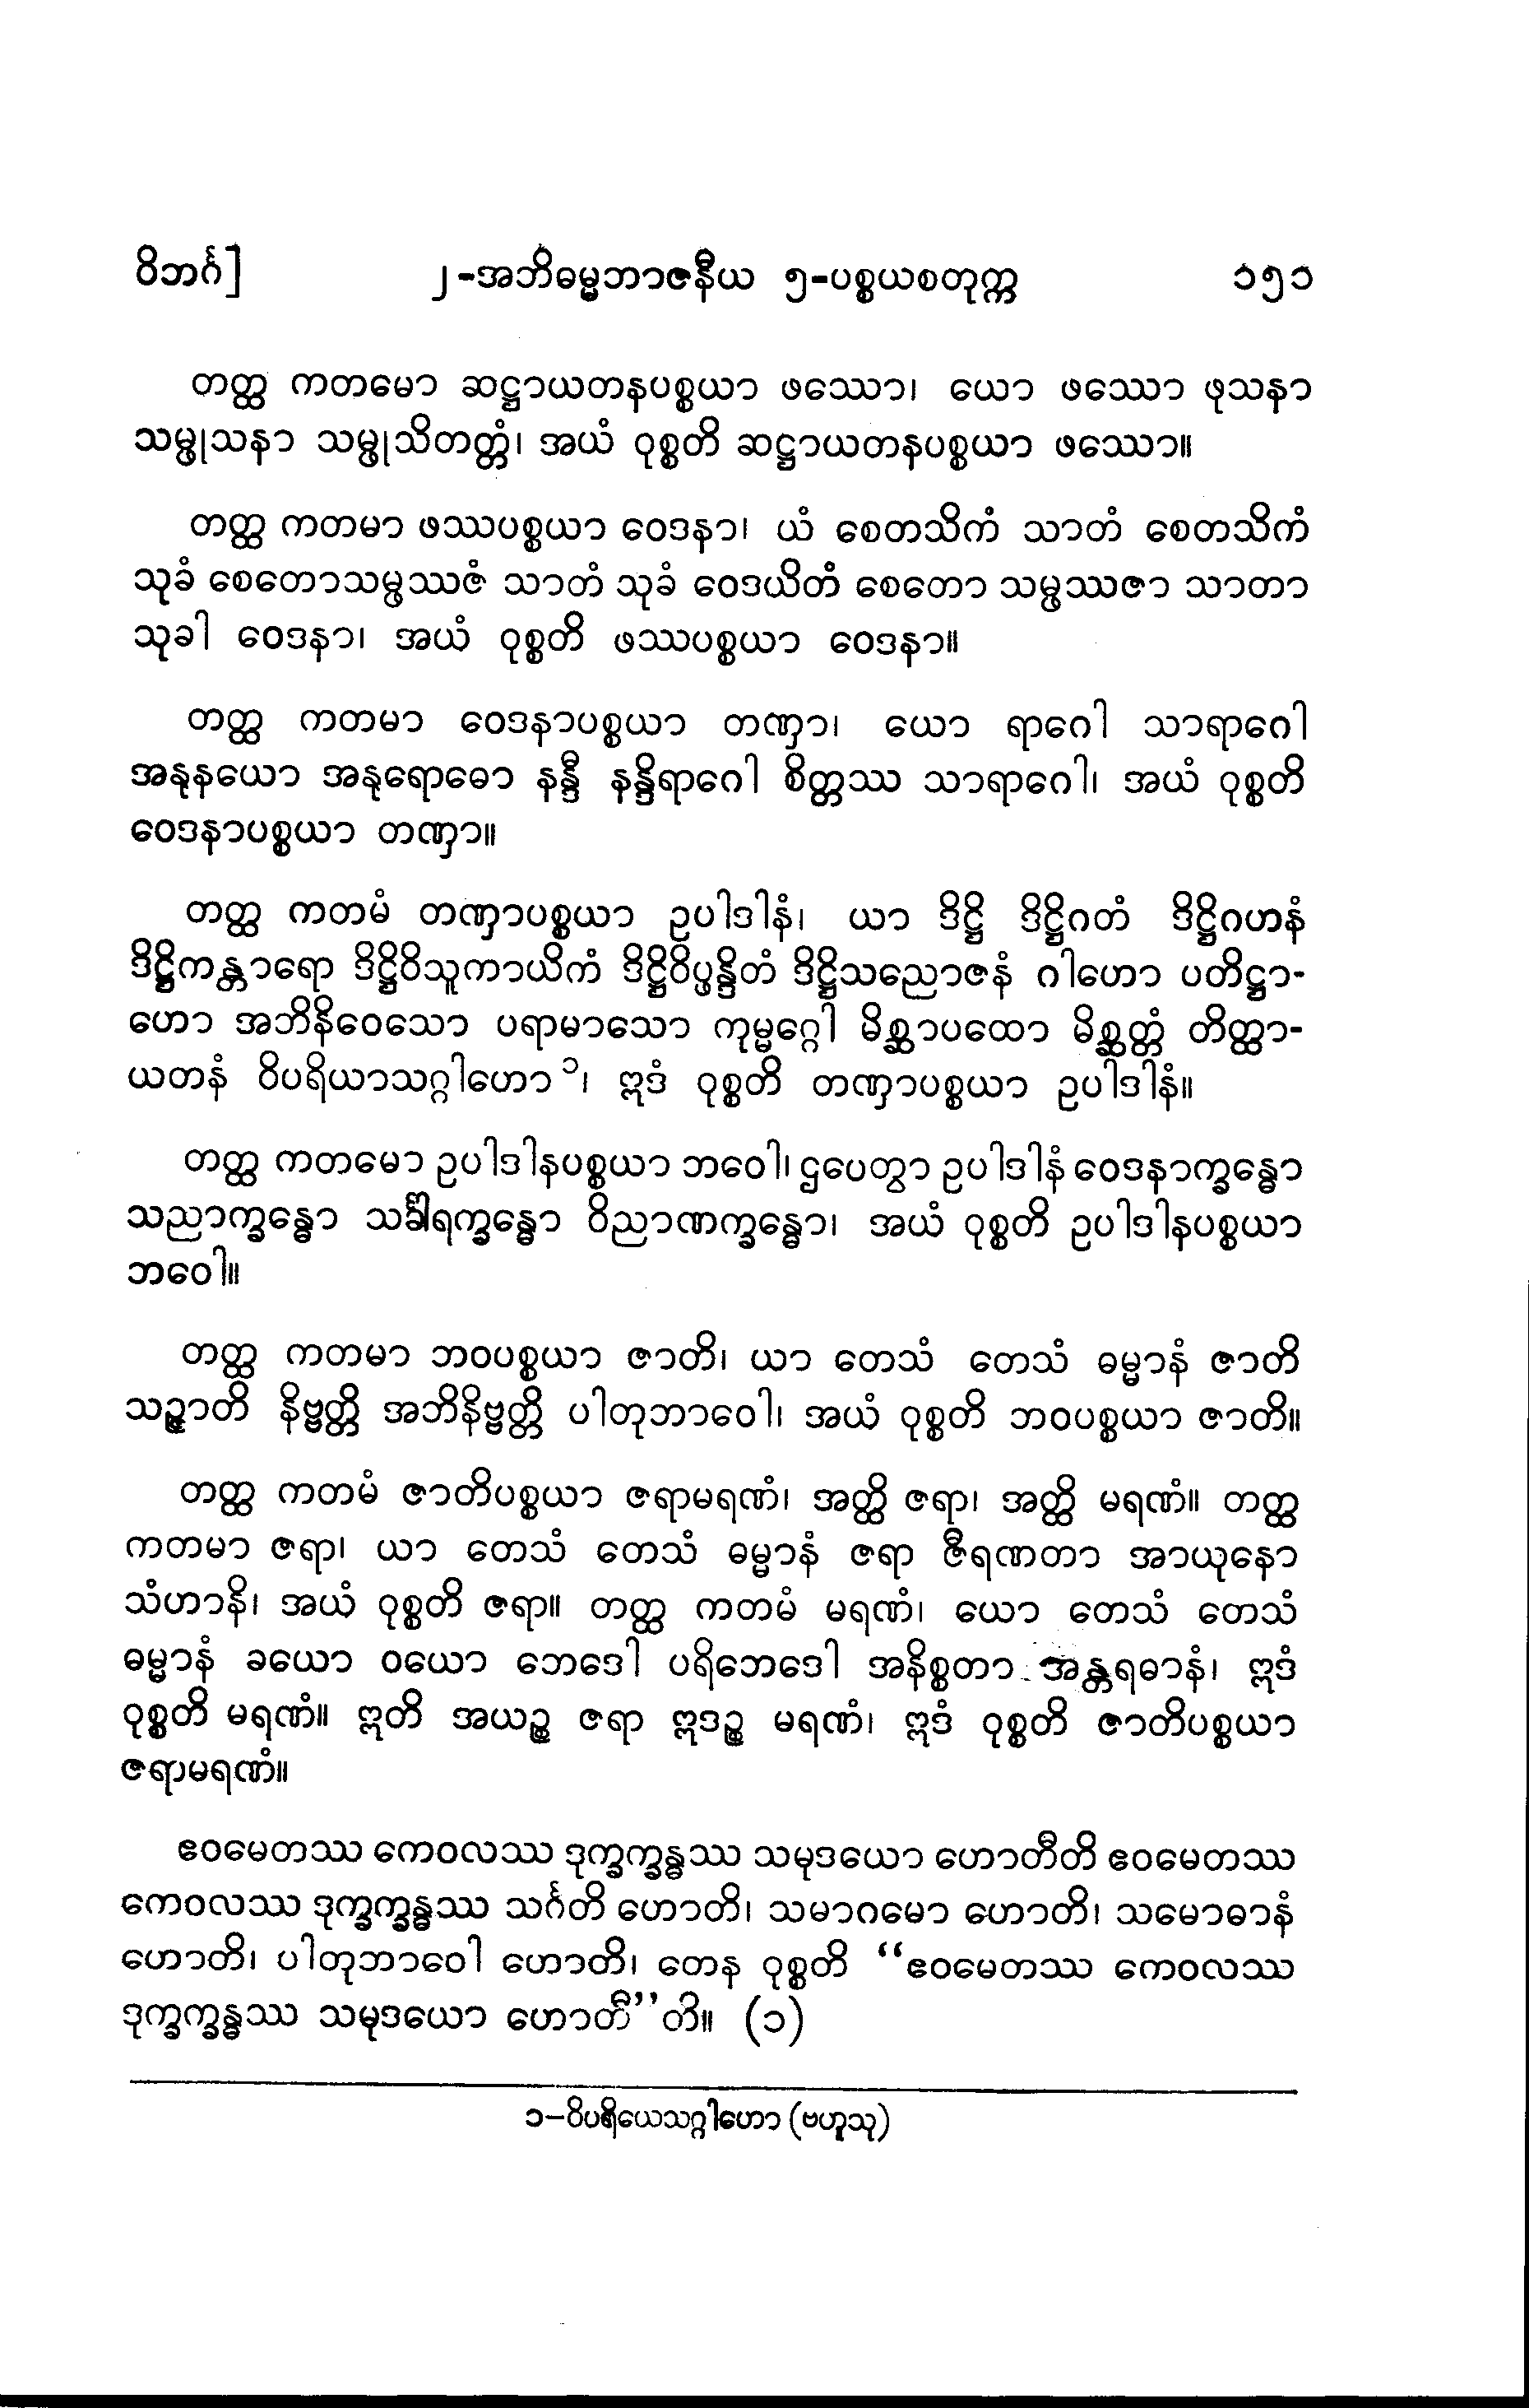 ဝိဘင်္ဂ]	၂-အဘိဓမ္မဘာဇနီယ ၅-ပစ္စယစတုက္က	၁၅၁
တတ္ထ ကတမော ဆဋ္ဌာယတနပစ္စယာ ဖဿော၊ ယော ဖဿော ဖုသနာ
သမ္ဖုသနာ သမ္ဖုသိတတ္တံ၊ အယံ ဝုစ္စတိ ဆဋ္ဌာယတနပစ္စယာ ဖဿော။
တတ္ထ ကတမာ ဖဿပစ္စယာ ဝေဒနာ၊ ယံ စေတသိကံ သာတံ စေတသိကံ
သုခံ စေတောသမ္ဖဿဇံ သာတံ သုခံ ဝေဒယိတံ စေတော သမ္ဖဿဇာ သာတာ
သုခါ ဝေဒနာ၊ အယံ ဝုစ္စတိ ဖဿပစ္စယာ ဝေဒနာ။
တတ္ထ ကတမာ ဝေဒနာပစ္စယာ တဏှာ၊ ယော ရာဂေါ သာရာဂေါ
အနုနယော အနုရောဓော နန္ဒီ နန္ဒိရာဂေါ စိတ္တဿ သာရာဂေါ၊ အယံ ဝုစ္စတိ
ဝေဒနာပစ္စယာ တဏှာ။
တတ္ထ ကတမံ တဏှာပစ္စယာ ဥပါဒါနံ၊ ယာ ဒိဋ္ဌိ ဒိဋ္ဌိဂတံ ဒိဋ္ဌိဂဟနံ
ဒိဋ္ဌိကန္တာရော ဒိဋ္ဌိဝိသူကာယိကံ ဒိဋ္ဌိဝိပ္ဖန္ဒိတံ ဒိဋ္ဌိသညောဇနံ ဂါဟော ပတိဋ္ဌာ-
ဟော အဘိနိဝေသော ပရာမာသော ကုမ္မဂ္ဂေါ မိစ္ဆာပထော မိစ္ဆတ္တံ တိတ္ထာ-
ယတနံ ဝိပရိယာသဂ္ဂါဟော ၁၊ ဣဒံ ဝုစ္စတိ တဏှာပစ္စယာ ဥပါဒါနံ။
တတ္ထ ကတမော ဥပါဒါနပစ္စယာ ဘဝေါ၊ ဌပေတွာ ဥပါဒါနံ ဝေဒနာက္ခန္ဓော
သညာက္ခန္ဓော သင်္ခါရက္ခန္ဓော ဝိညာဏက္ခန္ဓော၊ အယံ ဝုစ္စတိ ဥပါဒါနပစ္စယာ
ဘဝေါ။
တတ္ထ ကတမာ ဘဝပစ္စယာ ဇာတိ၊ ယာ တေသံ တေသံ ဓမ္မာနံ ဇာတိ
သဉ္ဇာတိ နိဗ္ဗတ္တိ အဘိနိဗ္ဗတ္တိ ပါတုဘာဝေါ၊ အယံ ဝုစ္စတိ ဘဝပစ္စယာ ဇာတိ။
တတ္ထ ကတမံ ဇာတိပစ္စယာ ဇရာမရဏံ၊ အတ္ထိ ဇရာ၊ အတ္ထိ မရဏံ။ တတ္ထ
ကတမာ ဇရာ၊ ယာ တေသံ တေသံ ဓမ္မာနံ ဇရာ ဇီရဏတာ အာယုနော
သံဟာနိ၊ အယံ ဝုစ္စတိ ဇရာ။ တတ္ထ ကတမံ မရဏံ၊ ယော တေသံ တေသံ
ဓမ္မာနံ ခယော ဝယော ဘေဒေါ ပရိဘေဒေါ အနိစ္စတာ အန္တရဓာနံ၊ ဣဒံ
ဝုစ္စတိ မရဏံ။ ဣတိ အယဉ္စ ဇရာ ဣဒဉ္စ မရဏံ၊ ဣဒံ ဝုစ္စတိ ဇာတိပစ္စယာ
ဇရာမရဏံ။
ဧဝမေတဿ ကေဝလဿ ဒုက္ခက္ခန္ဓဿ သမုဒယော ဟောတီတိ ဧဝမေတဿ
ကေဝလဿ ဒုက္ခက္ခန္ဓဿ သင်္ဂတိ ဟောတိ၊ သမာဂမော ဟောတိ၊ သမောဓာနံ
ဟောတိ၊ ပါတုဘာဝေါ ဟောတိ၊ တေန ဝုစ္စတိ “ဧဝမေတဿ ကေဝလဿ
ဒုက္ခက္ခန္ဓဿ သမုဒယော ဟောတီ”တိ။ (၁)
၁-ဝိပရိယေသဂ္ဂါဟော (ဗဟူသု)